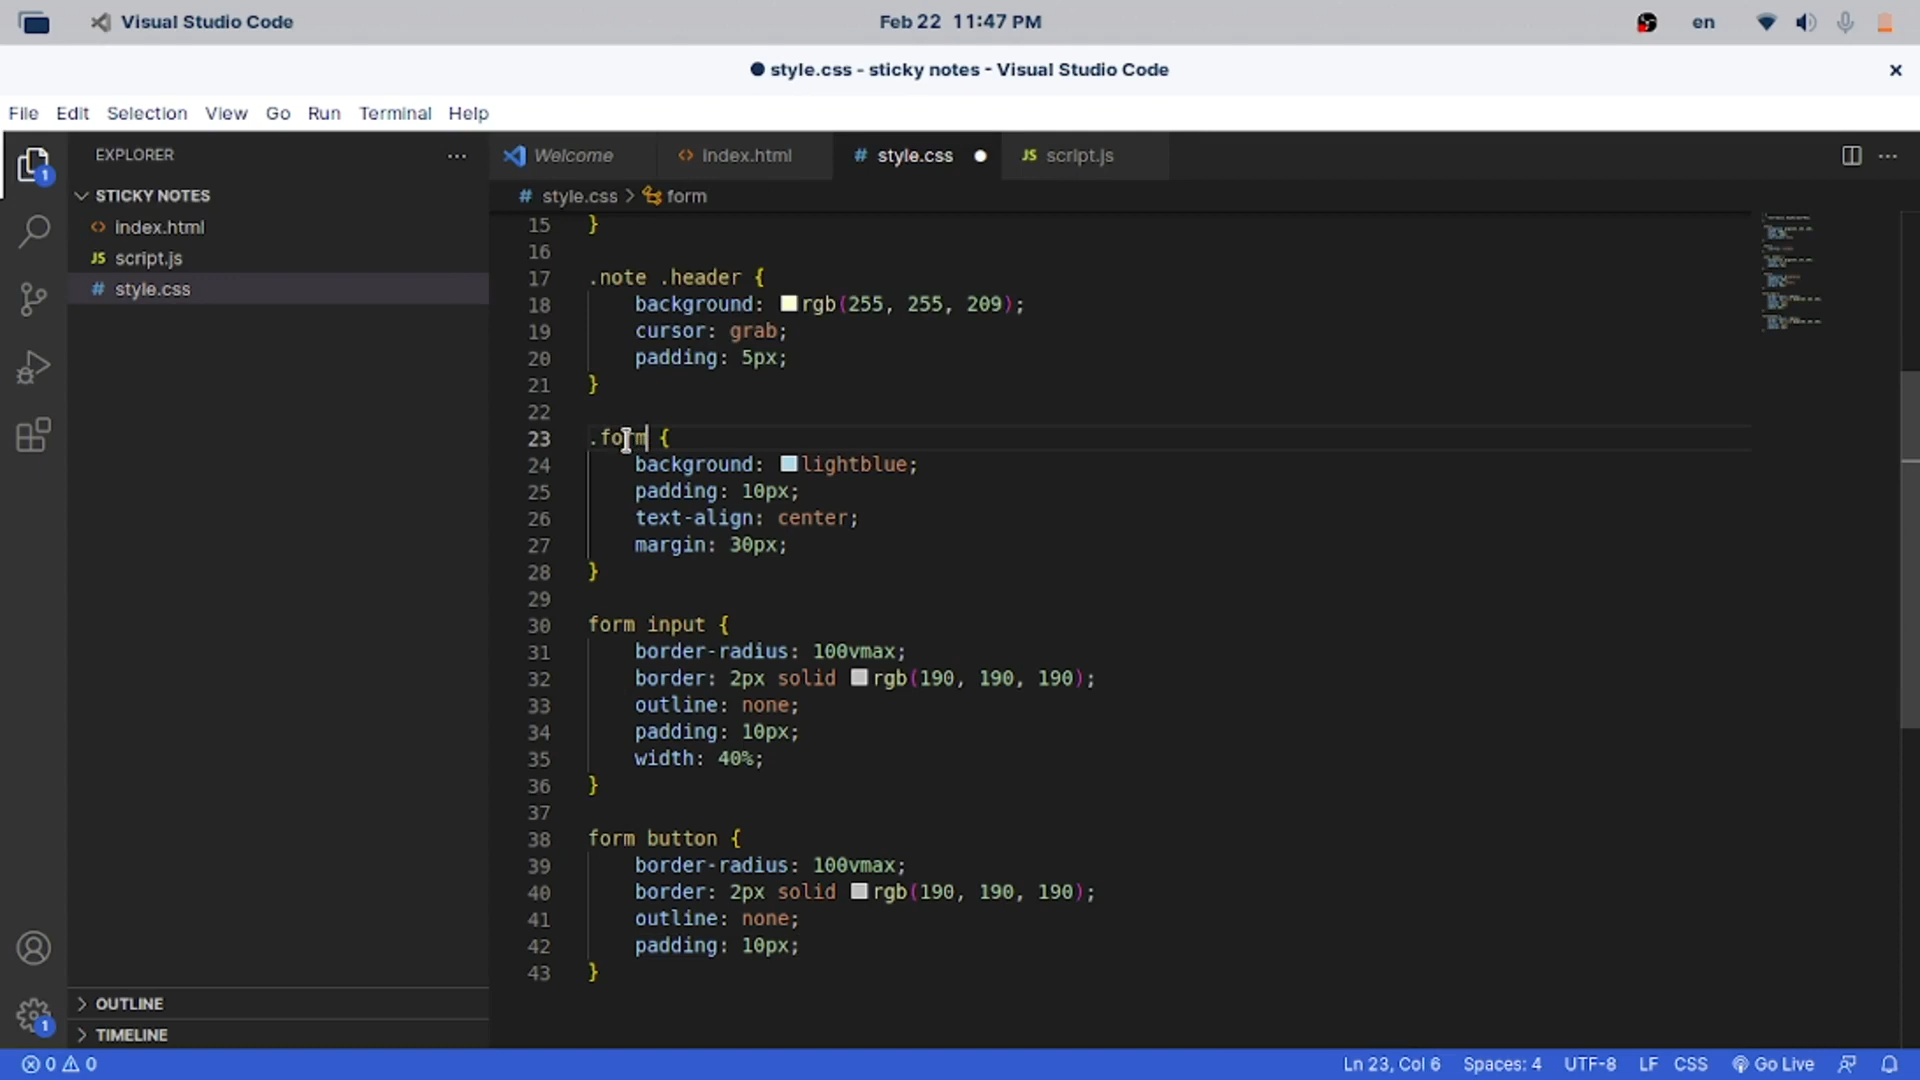 Visual Studio Code
Feb 22 11:47 PM
en
● style.css - sticky notes - Visual Studio Code
File Edit Selection View Go Run Terminal Help
EXPLORER
1
STICKY NOTES
index.html
JS script.js
# style.css
OUTLINE
TIMELINE
1
Welcome
index.html
# style.css
JS script.js
# style.css > form
15 }
16
17 .note .header {
18 background: rgb(255, 255, 209);
19 cursor: grab;
20 padding: 5px;
21 }
22
23 .form {
24 background: lightblue;
25 padding: 10px;
26 text-align: center;
27 margin: 30px;
28 }
29
30 form input {
31 border-radius: 100vmax;
32 border: 2px solid rgb(190, 190, 190);
33 outline: none;
34 padding: 10px;
35 width: 40%;
36 }
37
38 form button {
39 border-radius: 100vmax;
40 border: 2px solid rgb(190, 190, 190);
41 outline: none;
42 padding: 10px;
43 }
0 0
Ln 23, Col 6 Spaces: 4 UTF-8 LF CSS Go Live